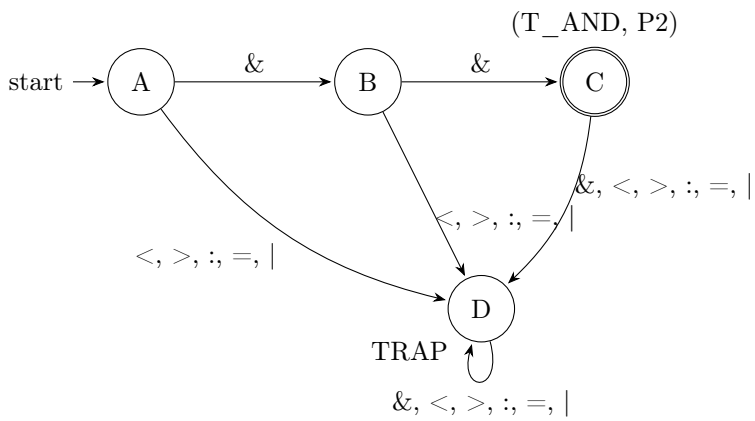 (T_AND, P2)
start
A
&
B
&
C
&, <, >, :, =, |
<, >, :, =, |
<, >, :, =, |
D
TRAP
&, <, >, :, =, |